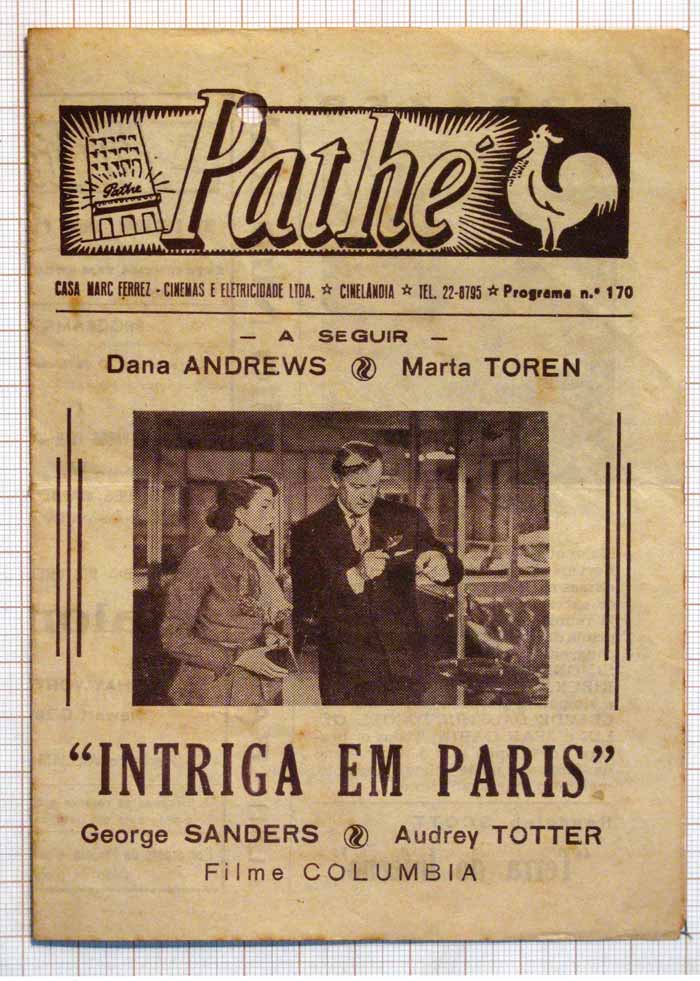 Pathé
Pathe
CASA MARC FERREZ - CINEMAS E ELETRICIDADE LTDA. ☆ CINELÂNDIA ☆ TEL. 22-8795 ☆ Programa n.º 170
— A SEGUIR —
Dana ANDREWS Marta TOREN
“INTRIGA EM PARIS”
George SANDERS Audrey TOTTER
Filme COLUMBIA